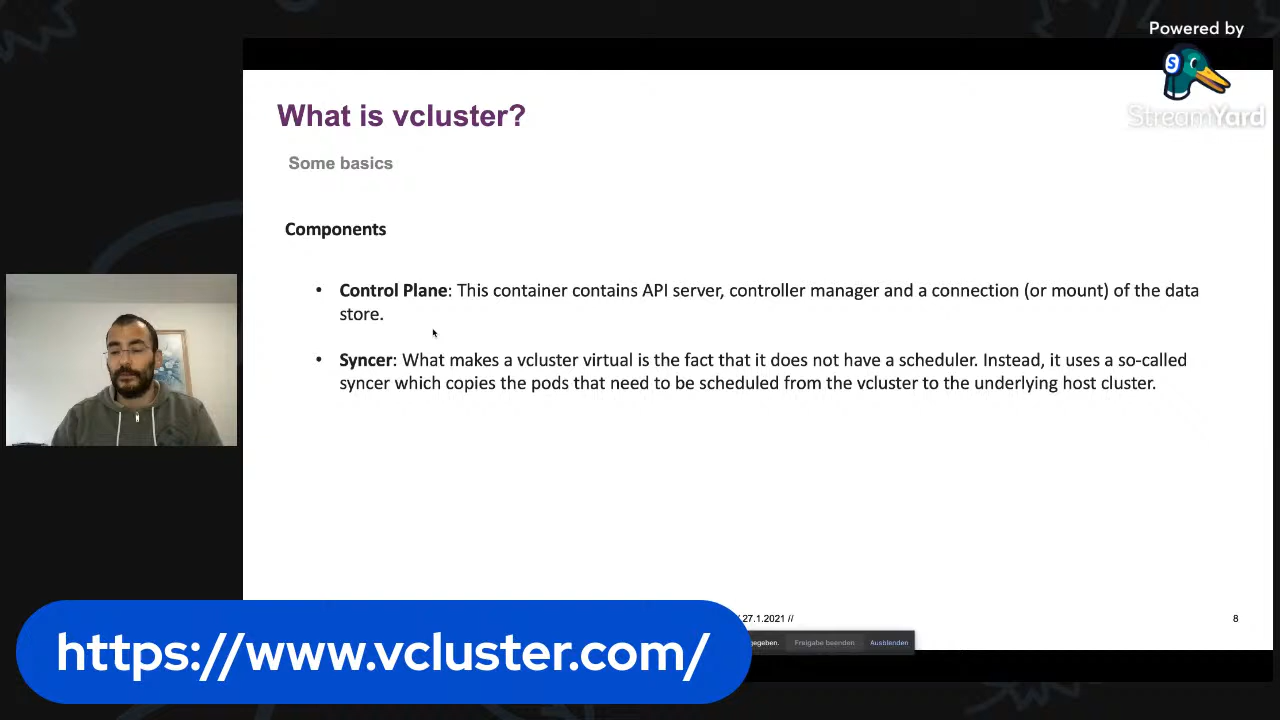 Powered by
StreamYard
What is vcluster?
Some basics
Components
• Control Plane: This container contains API server, controller manager and a connection (or mount) of the data
store.
• Syncer: What makes a vcluster virtual is the fact that it does not have a scheduler. Instead, it uses a so-called
syncer which copies the pods that need to be scheduled from the vcluster to the underlying host cluster.
27.1.2021 //
8
Freigabe beenden
Ausblenden
https://www.vcluster.com/